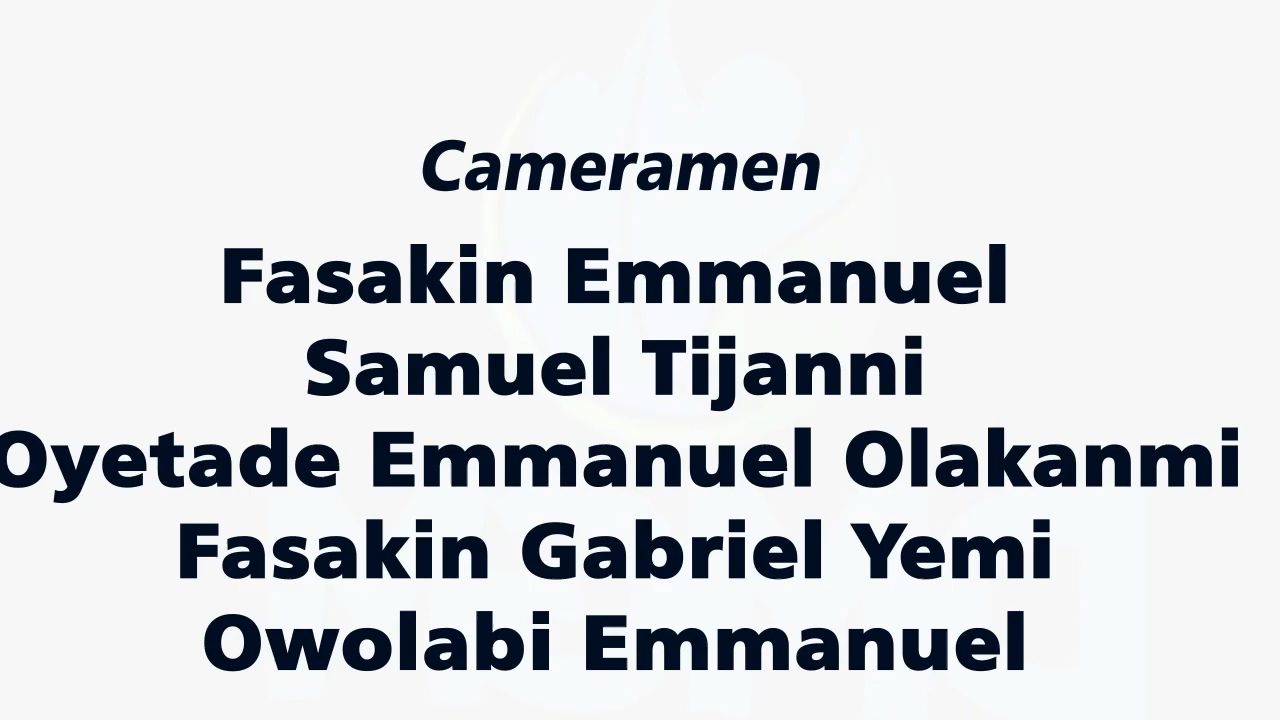 Cameramen
Fasakin Emmanuel
Samuel Tijanni
Oyetade Emmanuel Olakanmi
Fasakin Gabriel Yemi
Owolabi Emmanuel